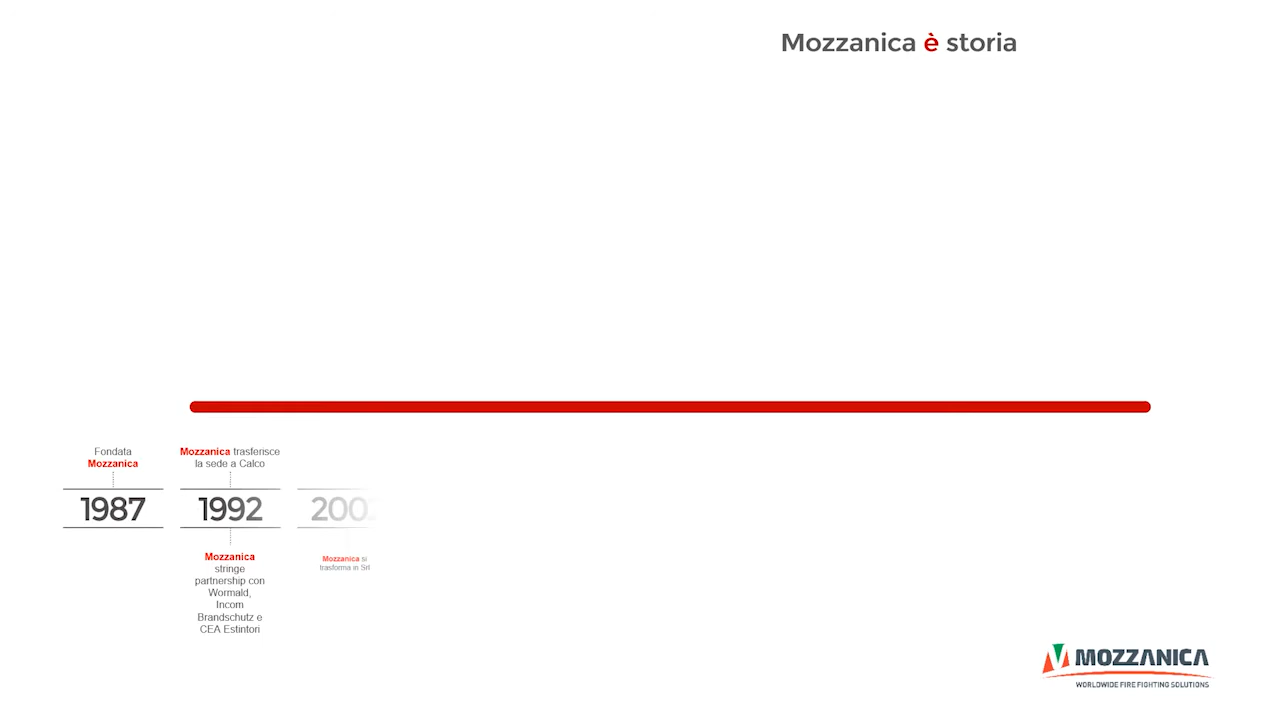 Mozzanica è storia
Fondata
Mozzanica
1987
Mozzanica trasferisce
la sede a Calco
1992
Mozzanica
stringe
partnership con
Wormald,
Incom
Brandschutz e
CEA Estintori
Mozzanica si
trasforma in Srl
MOZZANICA
WORLDWIDE FIRE FIGHTING SOLUTIONS